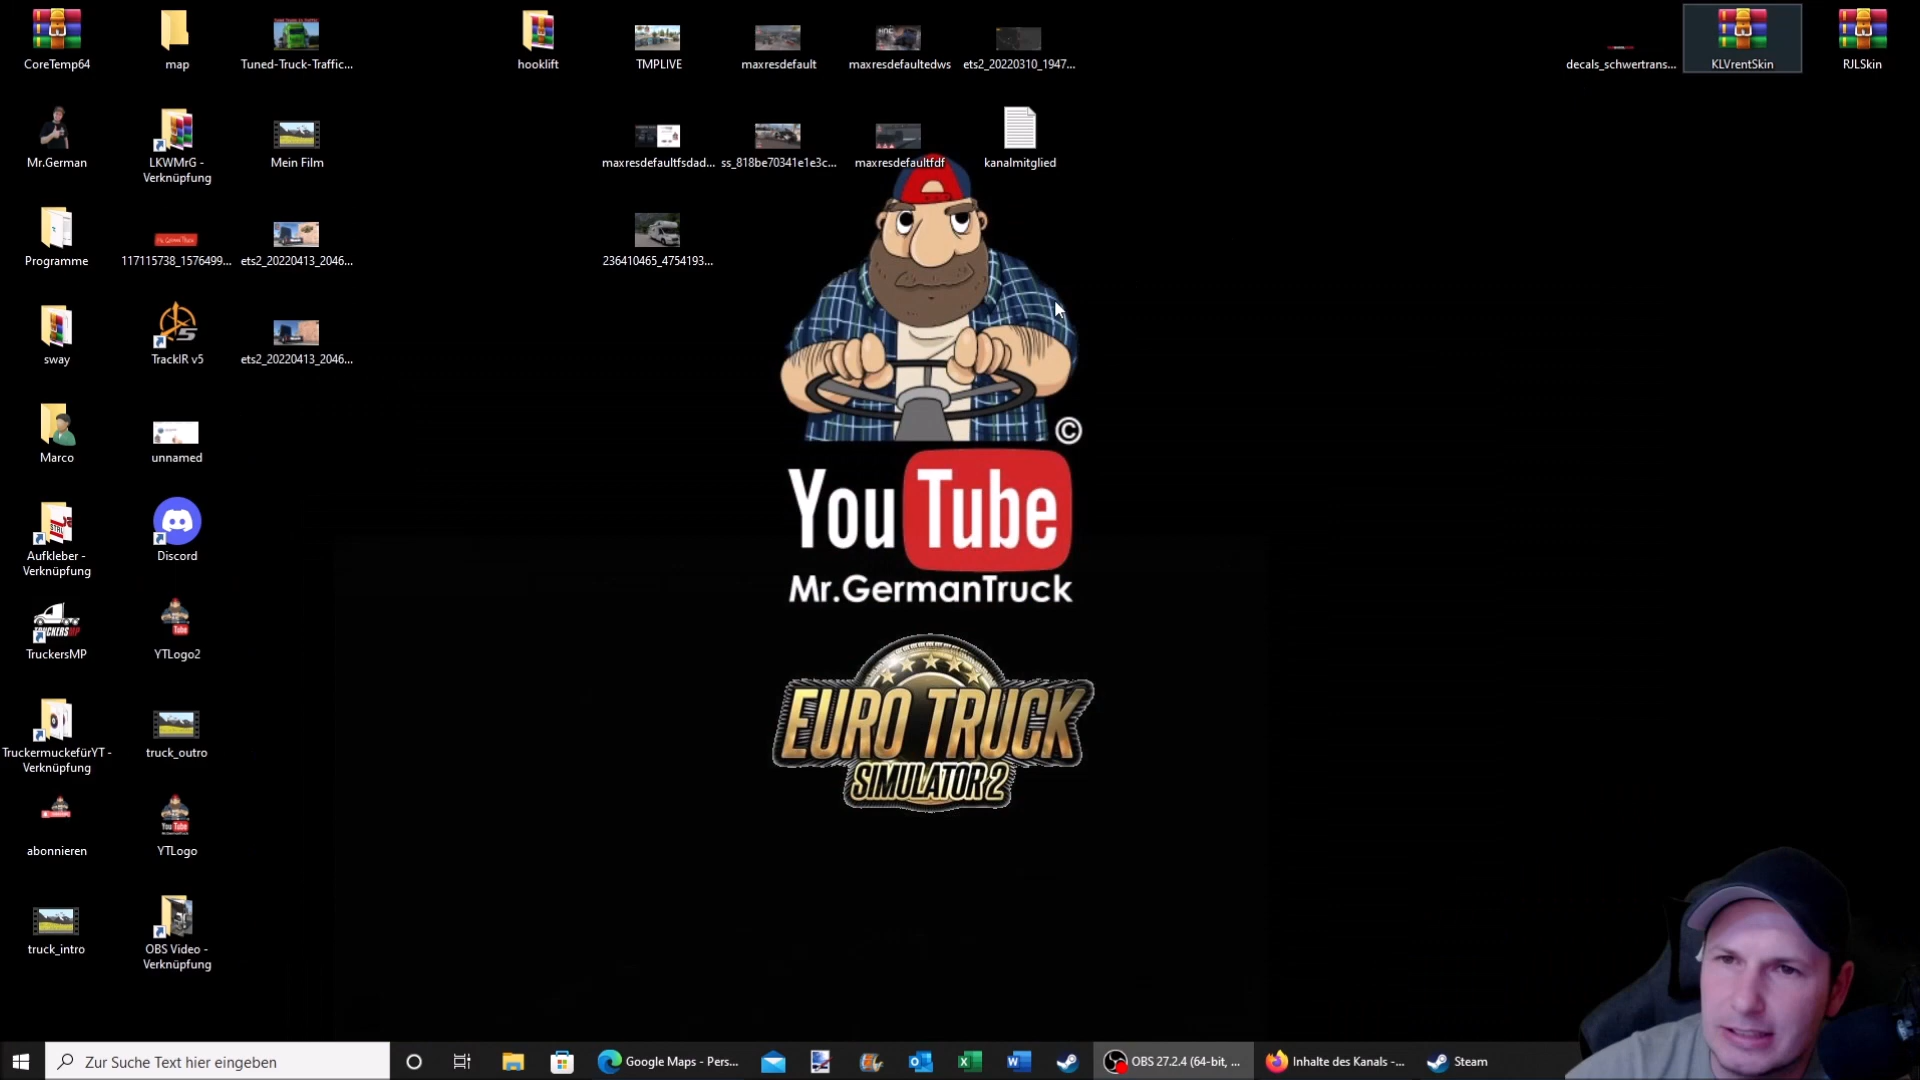 CoreTemp64
map
Tuned-Truck-Traffic...
hooklift
TMPLIVE
maxresdefault
maxresdefaultedws
ets2_20220310_1947...
decals_schwertrans...
KLVrentSkin
RJLSkin
Mr.German
LKWMrG -
Verknüpfung
Mein Film
maxresdefaultfsdad...
ss_818be70341e1e3c...
maxresdefaultfdf
kanalmitglied
Programme
117115738_1576499...
ets2_20220413_2046...
236410465_4754193...
sway
TrackIR v5
ets2_20220413_2046...
Marco
unnamed
©
YouTube
Mr.GermanTruck
Aufkleber -
Verknüpfung
Discord
TruckersMP
YTLogo2
EURO TRUCK
SIMULATOR 2
TruckermuckefürYT -
Verknüpfung
truck_outro
abonnieren
YTLogo
truck_intro
OBS Video -
Verknüpfung
Zur Suche Text hier eingeben
Google Maps - Pers...
OBS 27.2.4 (64-bit, ...
Inhalte des Kanals -...
Steam